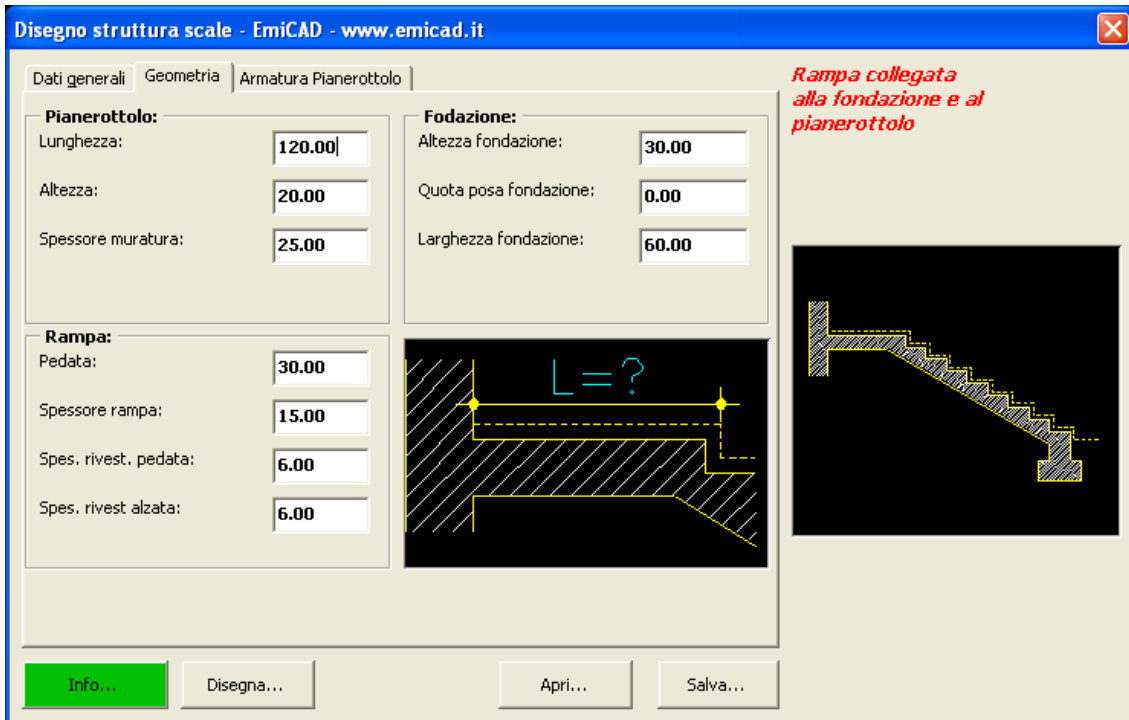 Disegno struttura scale - EmiCAD - www.emicad.it
Dati generali
Geometria
Armatura Pianerottolo
Pianerottolo:
Lunghezza:
120.00
Altezza:
20.00
Spessore muratura:
25.00
Fodazione:
Altezza fondazione:
30.00
Quota posa fondazione:
0.00
Larghezza fondazione:
60.00
Rampa:
Pedata:
30.00
Spessore rampa:
15.00
Spes. rivest. pedata:
6.00
Spes. rivest alzata:
6.00
L=?
Rampa collegata
alla fondazione e al
pianerottolo
Info...
Disegna...
Apri...
Salva...